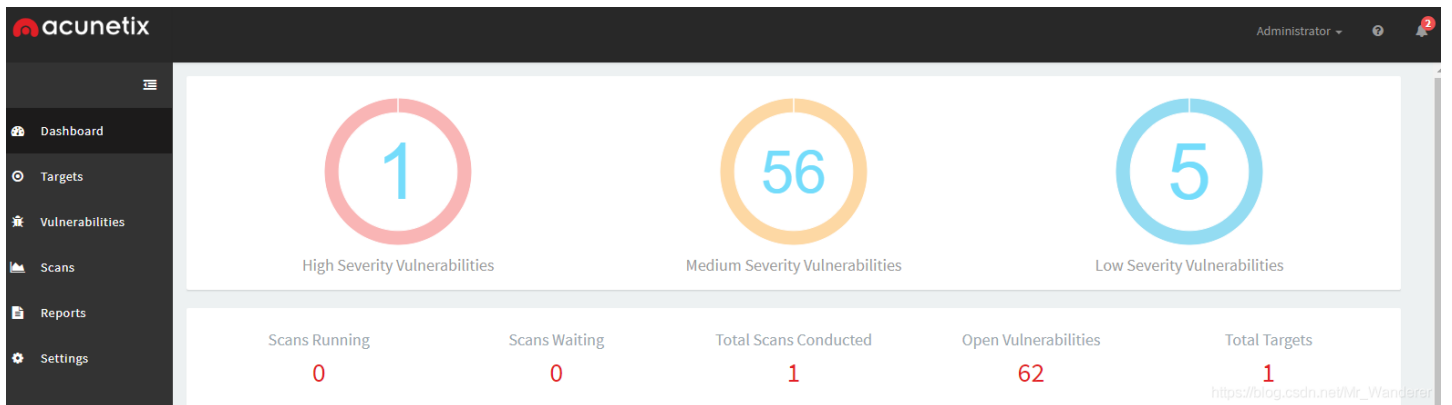 acunetix
Administrator
2
Dashboard
Targets
Vulnerabilities
Scans
Reports
Settings
1
56
5
High Severity Vulnerabilities
Medium Severity Vulnerabilities
Low Severity Vulnerabilities
Scans Running
Scans Waiting
Total Scans Conducted
Open Vulnerabilities
Total Targets
0
0
1
62
1
https://blog.csdn.net/Mr_Wanderer